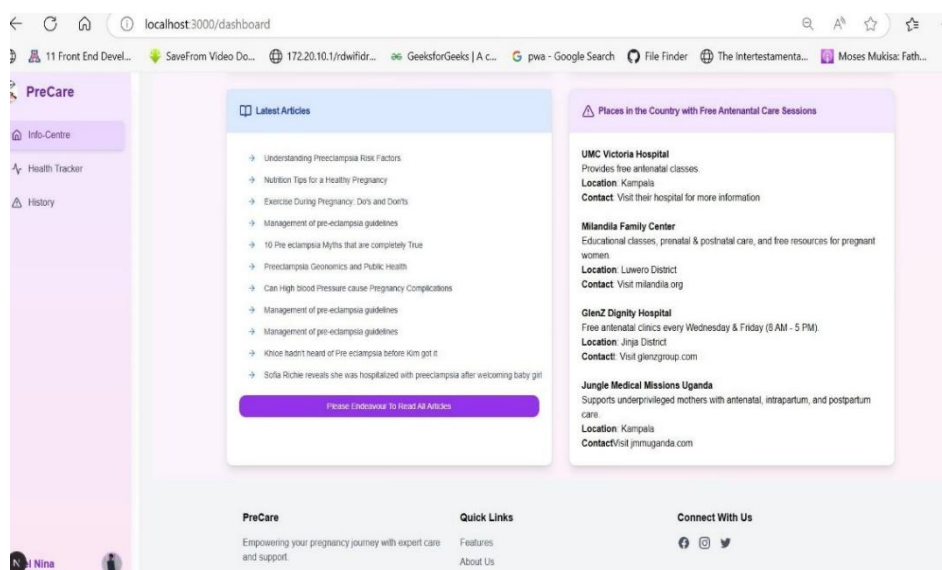 localhost:3000/dashboard
11 Front End Devel...
SaveFrom Video Do...
172.20.10.1/rdwifidr...
GeeksforGeeks | A c...
pwa - Google Search
File Finder
The Intertestamenta...
Moses Mukisa: Fath...
PreCare
Info-Centre
Health Tracker
History
Latest Articles
Understanding Preeclampsia Risk Factors
Nutrition Tips for a Healthy Pregnancy
Exercise During Pregnancy: Do's and Don'ts
Management of pre-eclampsia guidelines
10 Pre eclampsia Myths that are completely True
Preeclampsia Geonomics and Public Health
Can High blood Pressure cause Pregnancy Complications
Management of pre-eclampsia guidelines
Management of pre-eclampsia guidelines
Khloe hadn't heard of Pre eclampsia before Kim got it
Sofia Richie reveals she was hospitalized with preeclampsia after welcoming baby girl
Please Endeavour To Read All Articles
Places in the Country with Free Antenantal Care Sessions
UMC Victoria Hospital
Provides free antenatal classes
Location: Kampala
Contact: Visit their hospital for more information
Milandila Family Center
Educational classes, prenatal & postnatal care, and free resources for pregnant
women.
Location: Luwero District
Contact: Visit milandila.org
GlenZ Dignity Hospital
Free antenatal clinics every Wednesday & Friday (8 AM - 5 PM).
Location: Jinja District
Contactt: Visit glenzgroup.com
Jungle Medical Missions Uganda
Supports underprivileged mothers with antenatal, intrapartum, and postpartum
care.
Location: Kampala
ContactVisit jmmuganda.com
PreCare
Empowering your pregnancy journey with expert care
and support.
Quick Links
Features
About Us
Connect With Us
N
el Nina